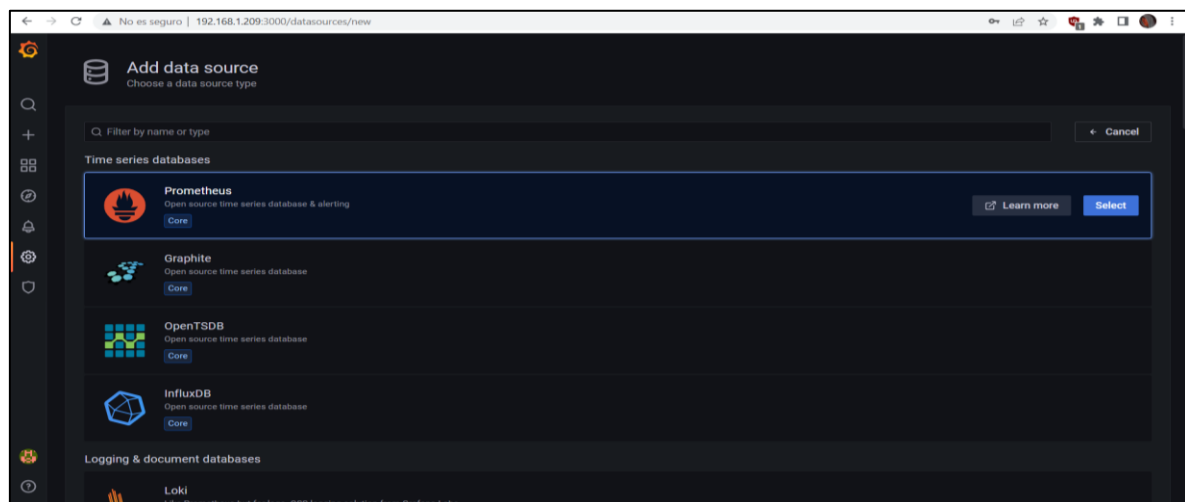 No es seguro | 192.168.1.209:3000/datasources/new
Add data source
Choose a data source type
Filter by name or type
Cancel
Time series databases
Prometheus
Open source time series database & alerting
Core
Learn more
Select
Graphite
Open source time series database
Core
OpenTSDB
Open source time series database
Core
InfluxDB
Open source time series database
Core
Logging & document databases
Loki